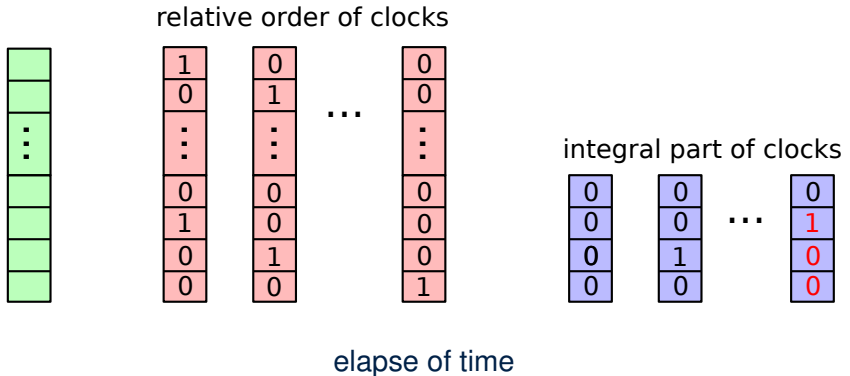 relative order of clocks
1 0 0
0 1 ... 0
⋮ ⋮ ⋮ ⋮
integral part of clocks
0 0 0 0 0 0
1 0 0 0 0 ... 1
0 1 0 0 1 0
0 0 1 0 0 0
elapse of time